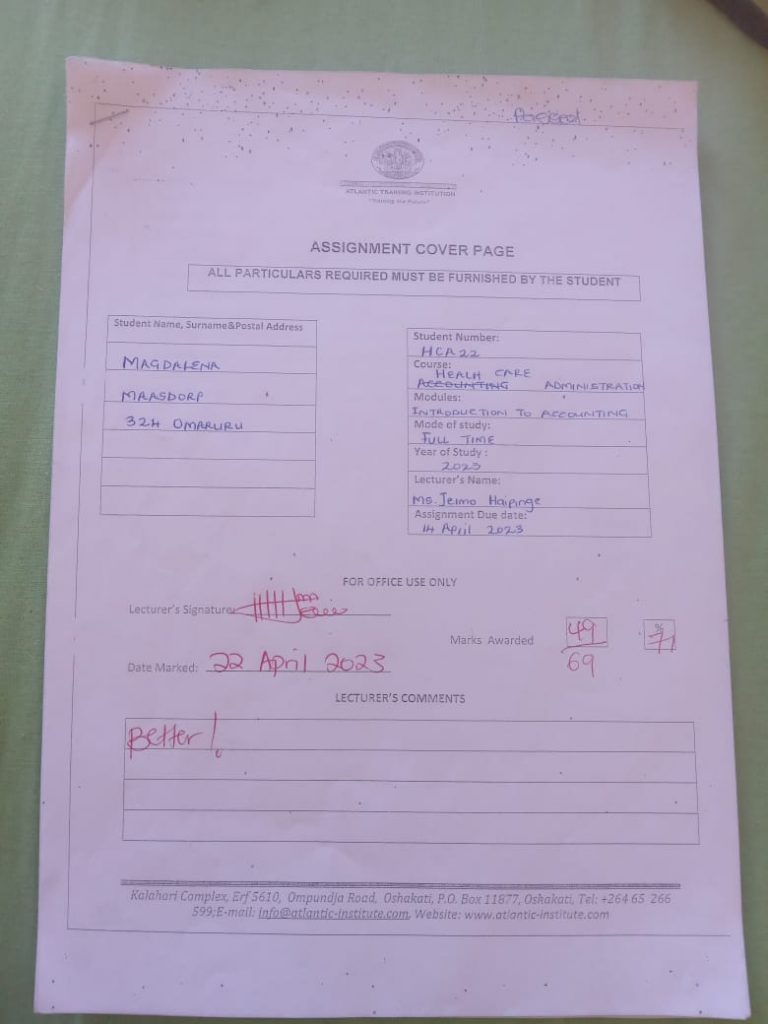 ATLANTIC TRAINING INSTITUTION
"Training the Future"
ASSIGNMENT COVER PAGE
ALL PARTICULARS REQUIRED MUST BE FURNISHED BY THE STUDENT
Student Name, Surname&Postal Address
MAGDALENA
MAASDORP
324 OMARURU
Student Number:
HCA22
Course:
HEALH CARE
ACCOUNTING ADMINISTRATION
Modules:
INTRODUCTION TO ACCOUNTING
Mode of study:
FULL TIME
Year of Study :
2023
Lecturer's Name:
Ms. Jermo Haipinge
Assignment Due date:
14 April 2023
FOR OFFICE USE ONLY
Lecturer's Signature
Marks Awarded
49
69
%
71
Date Marked: 22 April 2023
LECTURER'S COMMENTS
Better!
Kalahari Complex, Erf 5610, Ompundja Road, Oshakati, P.O. Box 11877, Oshakati, Tel: +264 65 266
599;E-mail: info@atlantic-institute.com, Website: www.atlantic-institute.com